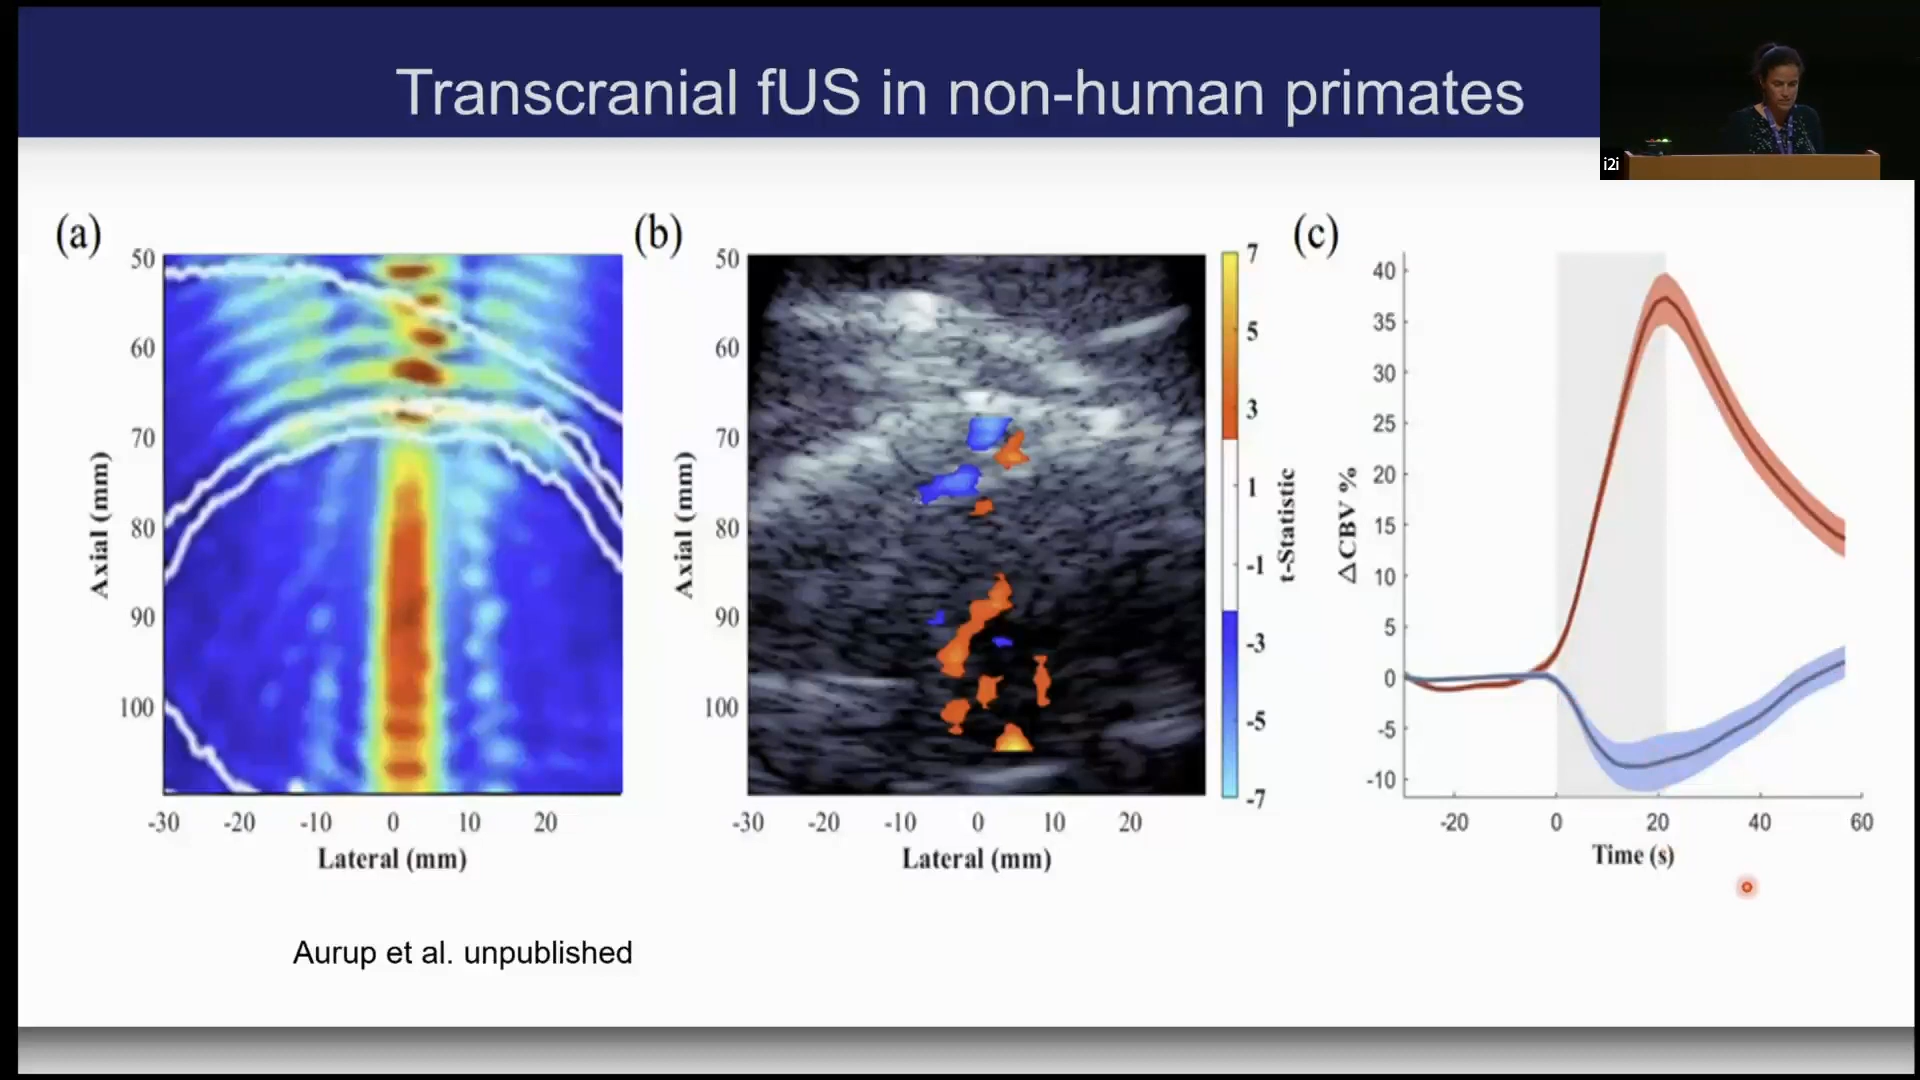 Transcranial fUS in non-human primates
i2i
(a)
50
60
70
80
90
100
Axial (mm)
-30 -20 -10 0 10 20
Lateral (mm)
(b)
50
60
70
80
90
100
Axial (mm)
-30 -20 -10 0 10 20
Lateral (mm)
7
5
3
1
-1
-3
-5
-7
t-Statistic
(c)
40
35
30
25
20
15
10
5
0
-5
-10
△CBV %
-20 0 20 40 60
Time (s)
Aurup et al. unpublished